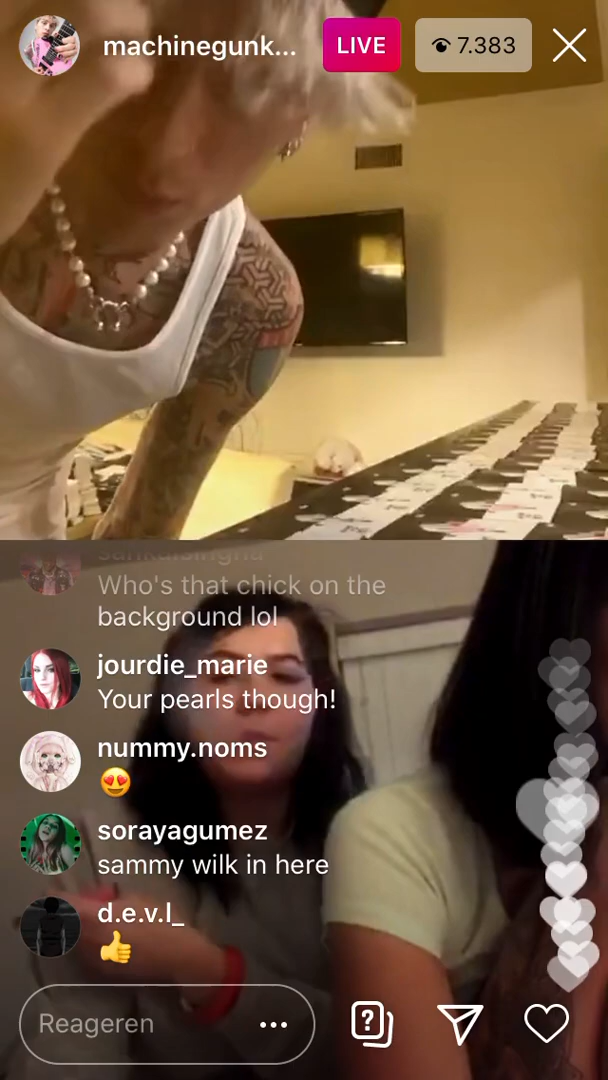 machinegunk...
LIVE
7.383
sankalsingha
Who's that chick on the
background lol
jourdie_marie
Your pearls though!
nummy.noms
😍
sorayagumez
sammy wilk in here
d.e.v.l_
👍
Reageren